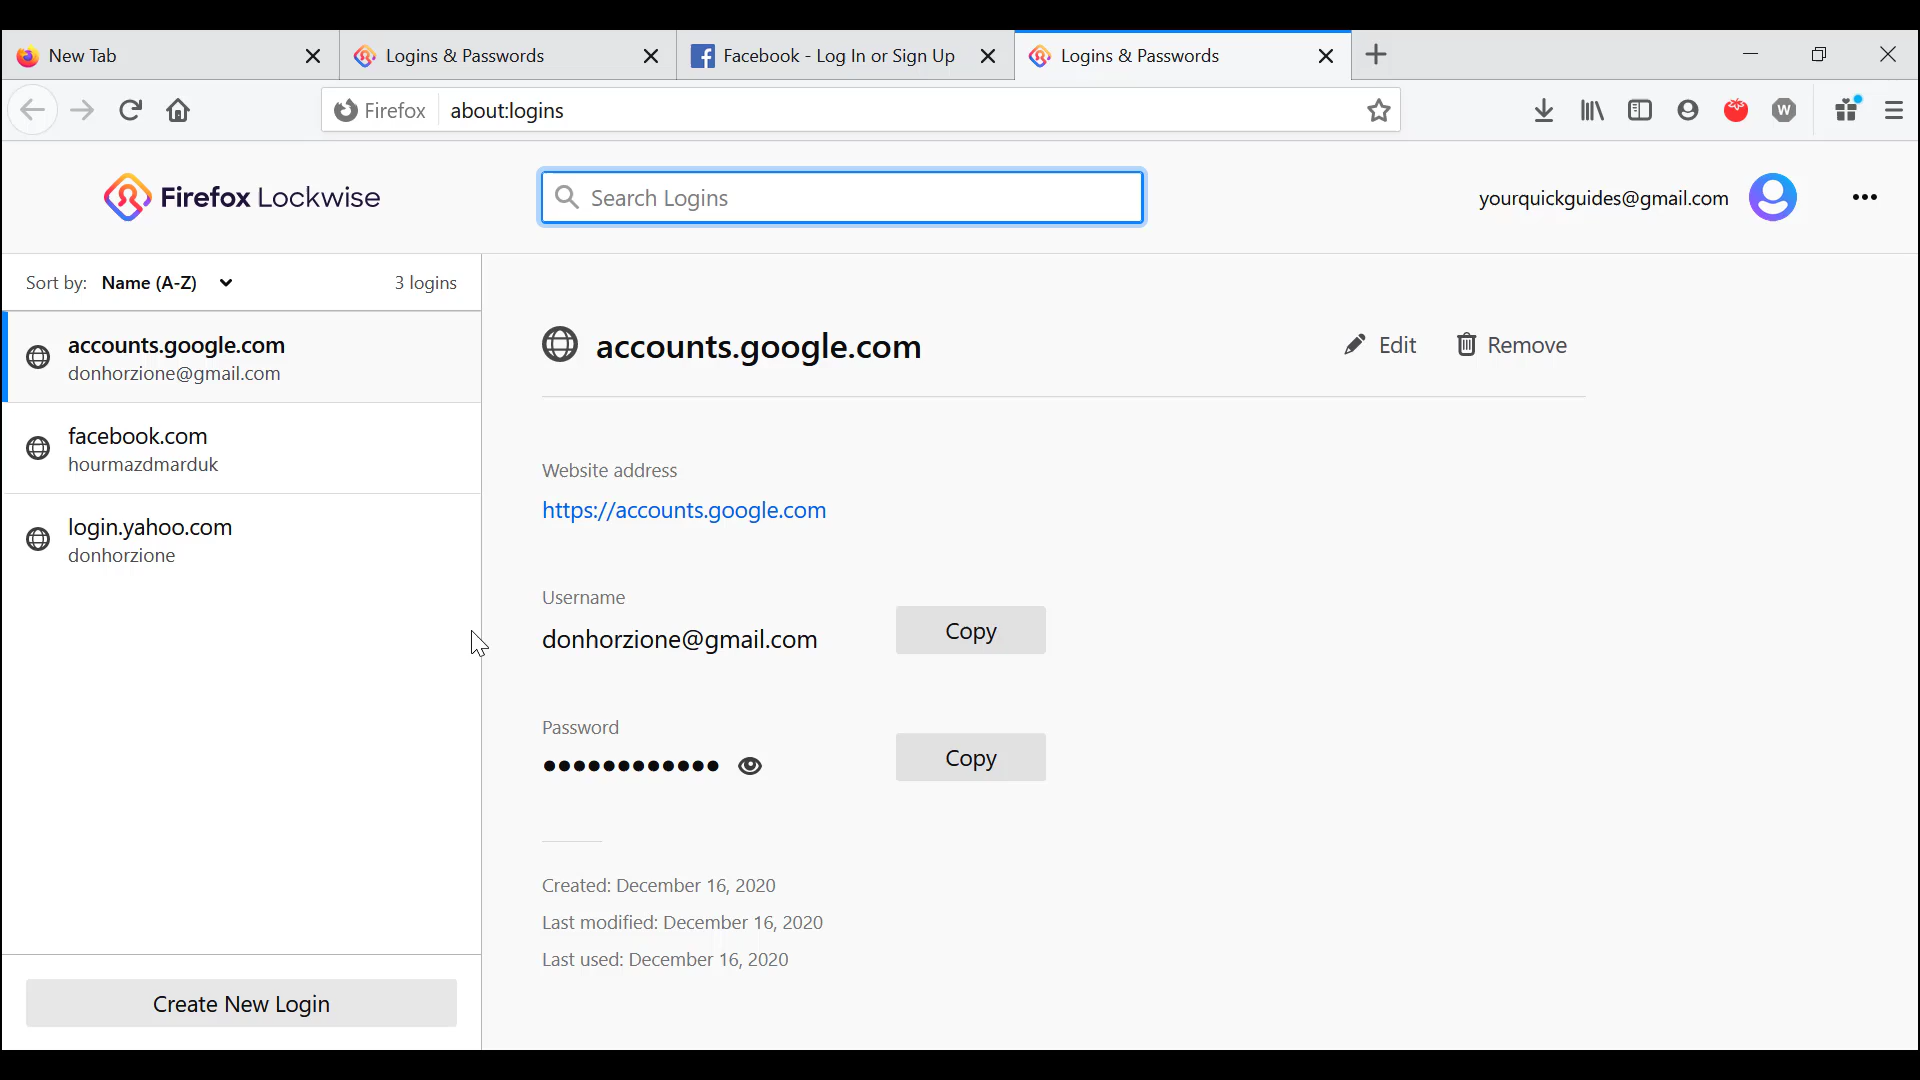 New Tab
Logins & Passwords
Facebook - Log In or Sign Up
Logins & Passwords
Firefox
about:logins
W
Firefox Lockwise
Search Logins
yourquickguides@gmail.com
Sort by: Name (A-Z)
3 logins
accounts.google.com
donhorzione@gmail.com
facebook.com
hourmazdmarduk
login.yahoo.com
donhorzione
Create New Login
accounts.google.com
Edit
Remove
Website address
https://accounts.google.com
Username
donhorzione@gmail.com
Copy
Password
●●●●●●●●●●●●
Copy
Created: December 16, 2020
Last modified: December 16, 2020
Last used: December 16, 2020